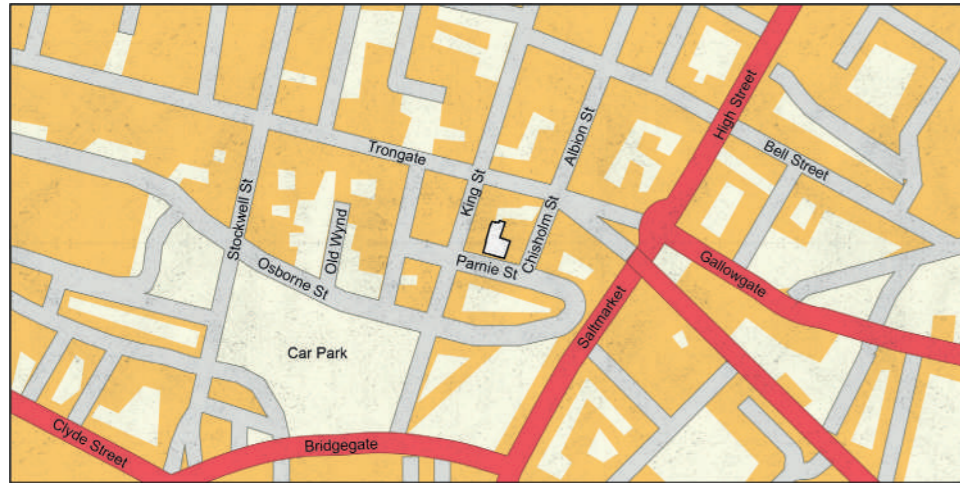 High Street
Albion St
Bell Street
Trongate
King St
Stockwell St
Old Wynd
Chisholm St
Parnie St
Osborne St
Gallowgate
Saltmarket
Car Park
Clyde Street
Bridgegate